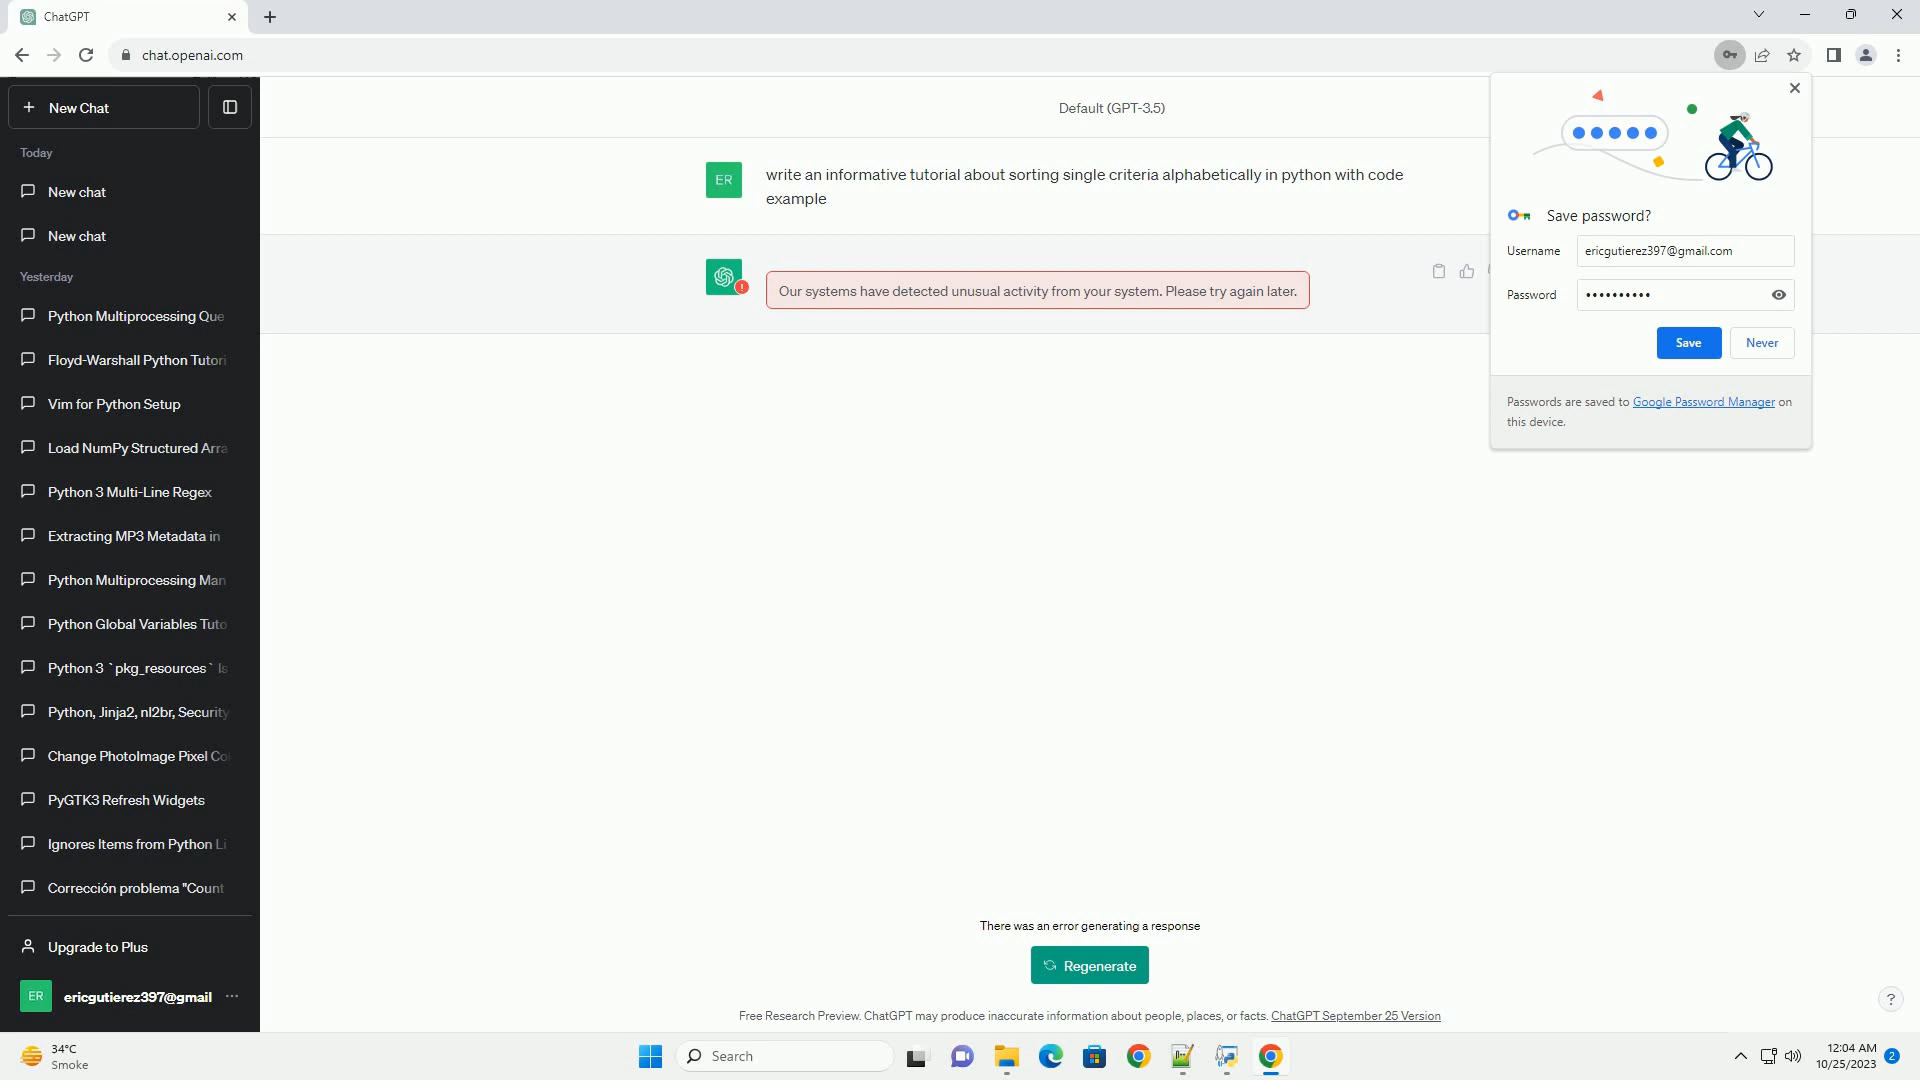 ChatGPT
chat.openai.com
New Chat
Today
New chat
New chat
Yesterday
Python Multiprocessing Que
Floyd-Warshall Python Tutori
Vim for Python Setup
Load NumPy Structured Arra
Python 3 Multi-Line Regex
Extracting MP3 Metadata in
Python Multiprocessing Man
Python Global Variables Tuto
Python 3 `pkg_resources` Is
Python, Jinja2, nl2br, Security
Change PhotoImage Pixel Co
PyGTK3 Refresh Widgets
Ignores Items from Python Li
Corrección problema "Count
Upgrade to Plus
ER
ericgutierez397@gmail
Default (GPT-3.5)
ER
write an informative tutorial about sorting single criteria alphabetically in python with code
example
Our systems have detected unusual activity from your system. Please try again later.
Save password?
Username
ericgutierez397@gmail.com
Password
••••••••••
Save
Never
Passwords are saved to Google Password Manager on
this device.
There was an error generating a response
Regenerate
Free Research Preview. ChatGPT may produce inaccurate information about people, places, or facts. ChatGPT September 25 Version
?
34°C
Smoke
Search
12:04 AM
10/25/2023
2